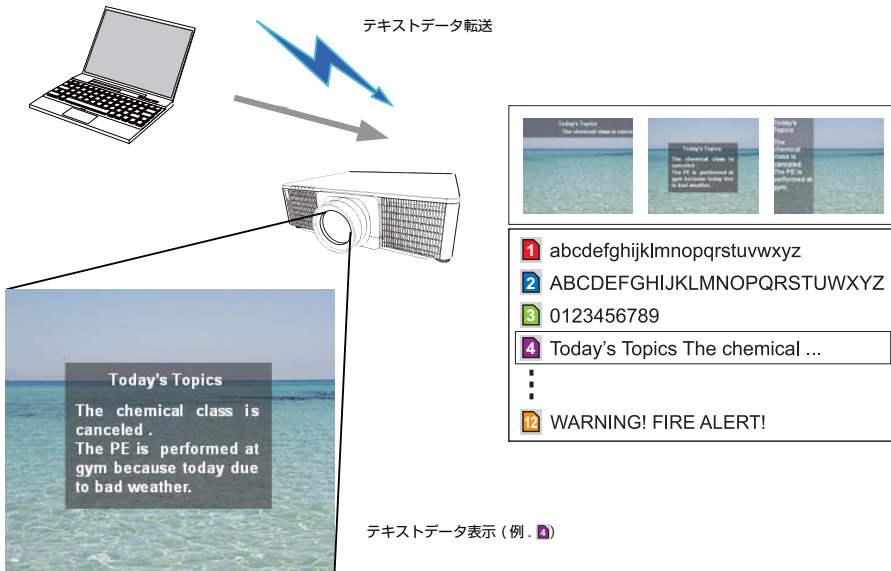 テキストデータ転送
Today's Topics
The chemical class is cance
Today's Topics
The chemical class is
canceled .
The PE is performed at
gym because today due
to bad weather.
Today's
Topics
The
chemical
class is
canceled.
The PE is
performed at
gym.
1 abcdefghijklmnopqrstuvwxyz
2 ABCDEFGHIJKLMNOPQRSTUWXYZ
3 0123456789
4 Today's Topics The chemical ...
12 WARNING! FIRE ALERT!
Today's Topics
The chemical class is
canceled .
The PE is performed at
gym because today due
to bad weather.
テキストデータ表示 ( 例 . 4)